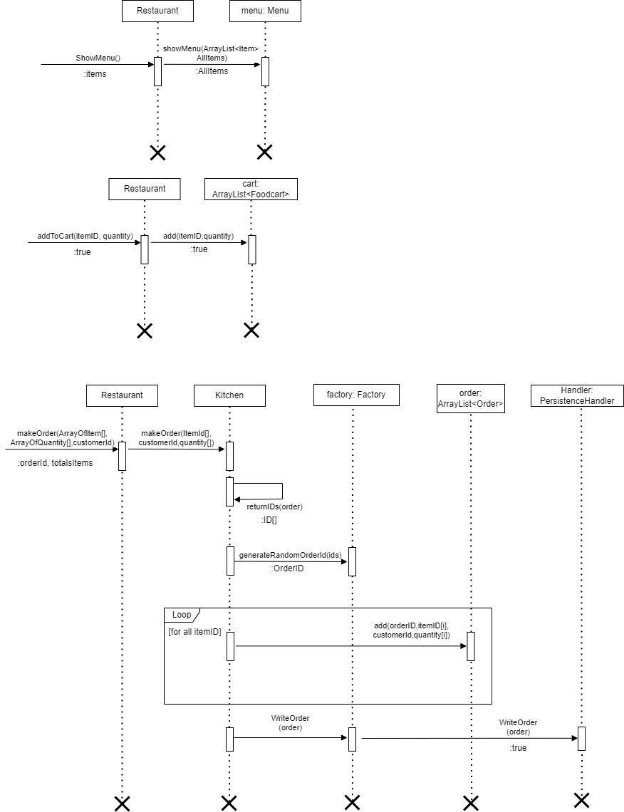 Restaurant
menu: Menu
ShowMenu()
:items
showMenu(ArrayList<Item>
AllItems)
:AllItems
Restaurant
cart:
ArrayList<Foodcart>
addToCart(itemID, quantity)
:true
add(itemID,quantity)
:true
Restaurant
Kitchen
factory: Factory
order:
ArrayList<Order>
Handler:
PersistenceHandler
makeOrder(ArrayOfItem[],
ArrayOfQuantity[],customerId)
:orderId, totalsItems
makeOrder(ItemId[],
customerId,quantity[])
returnIDs(order)
:ID[]
generateRandomOrderId(ids)
:OrderID
Loop
[for all itemID]
add(orderID,itemID[i],
customerId,quantity[i])
WriteOrder
(order)
WriteOrder
(order)
:true